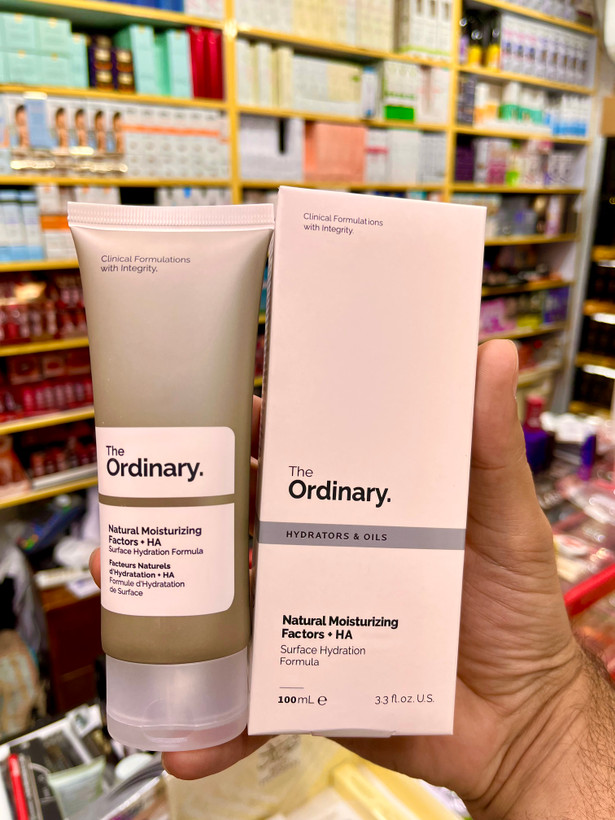 Clinical Formulations
with Integrity.
The
Ordinary.
Natural Moisturizing
Factors + HA
Surface Hydration Formula
Facteurs Naturels
d'Hydratation + HA
Formule d'Hydratation
de Surface
Clinical Formulations
with Integrity.
The
Ordinary.
HYDRATORS & OILS
Natural Moisturizing
Factors + HA
Surface Hydration
Formula
100mL ℮ 3.3 fl.oz. U.S.